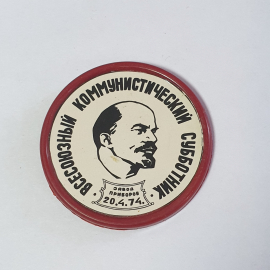 • ВСЕСОЮЗНЫЙ КОММУНИСТИЧЕСКИЙ СУББОТНИК •
ЗАВОД
ПРИБОРОВ
20.4.74.